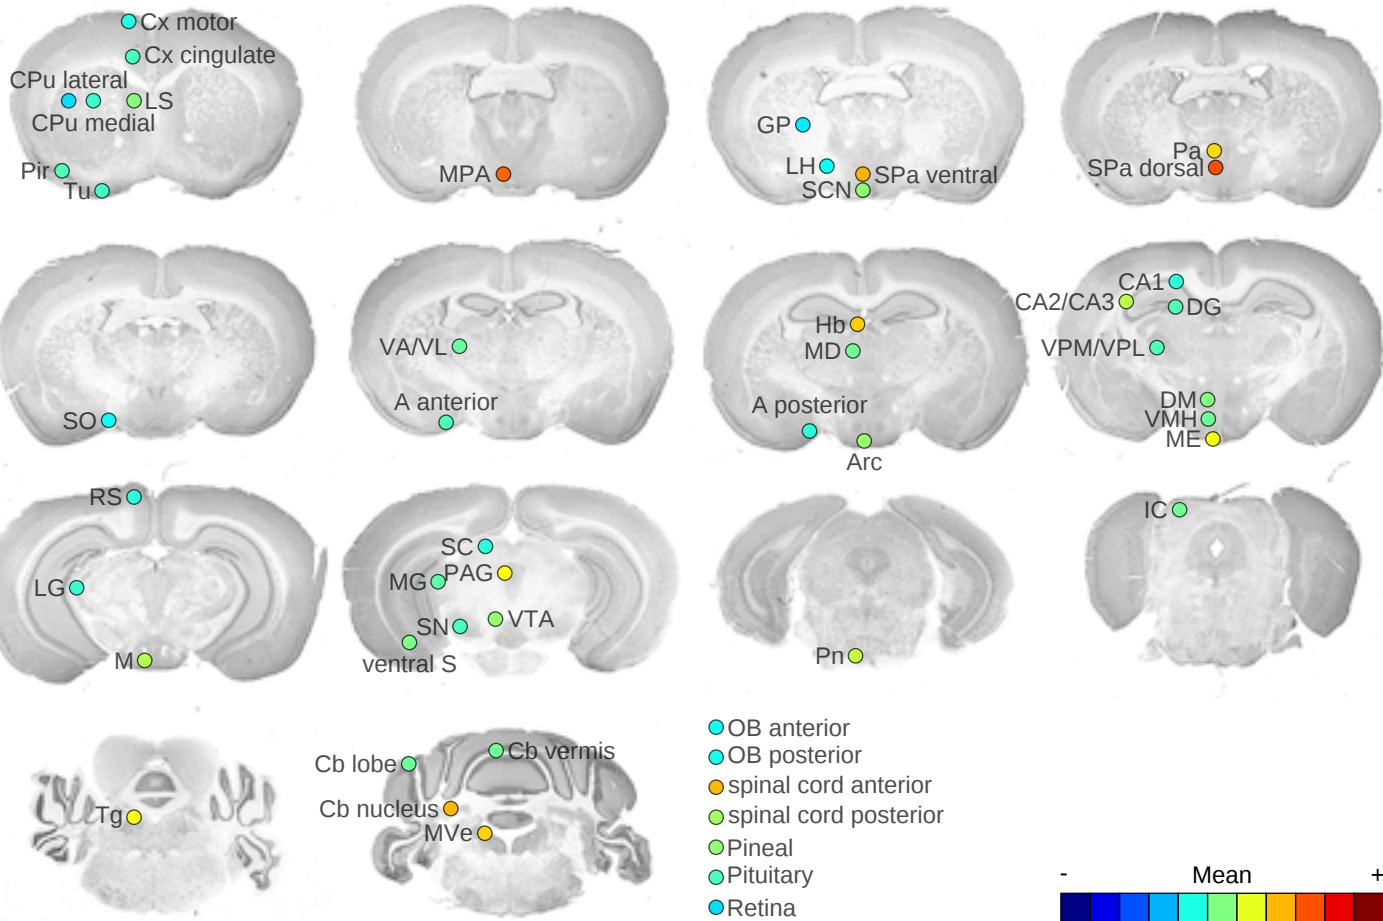 Cx motor
Cx cingulate
CPu lateral
LS
CPu medial
Pir
Tu
MPA
GP
LH
SPa ventral
SCN
Pa
SPa dorsal
SO
VA/VL
A anterior
Hb
MD
A posterior
Arc
CA1
CA2/CA3
DG
VPM/VPL
DM
VMH
ME
RS
LG
M
SC
MG
PAG
SN
VTA
ventral S
Pn
IC
Tg
Cb lobe
Cb vermis
Cb nucleus
MVe
OB anterior
OB posterior
spinal cord anterior
spinal cord posterior
Pineal
Pituitary
Retina
- Mean +